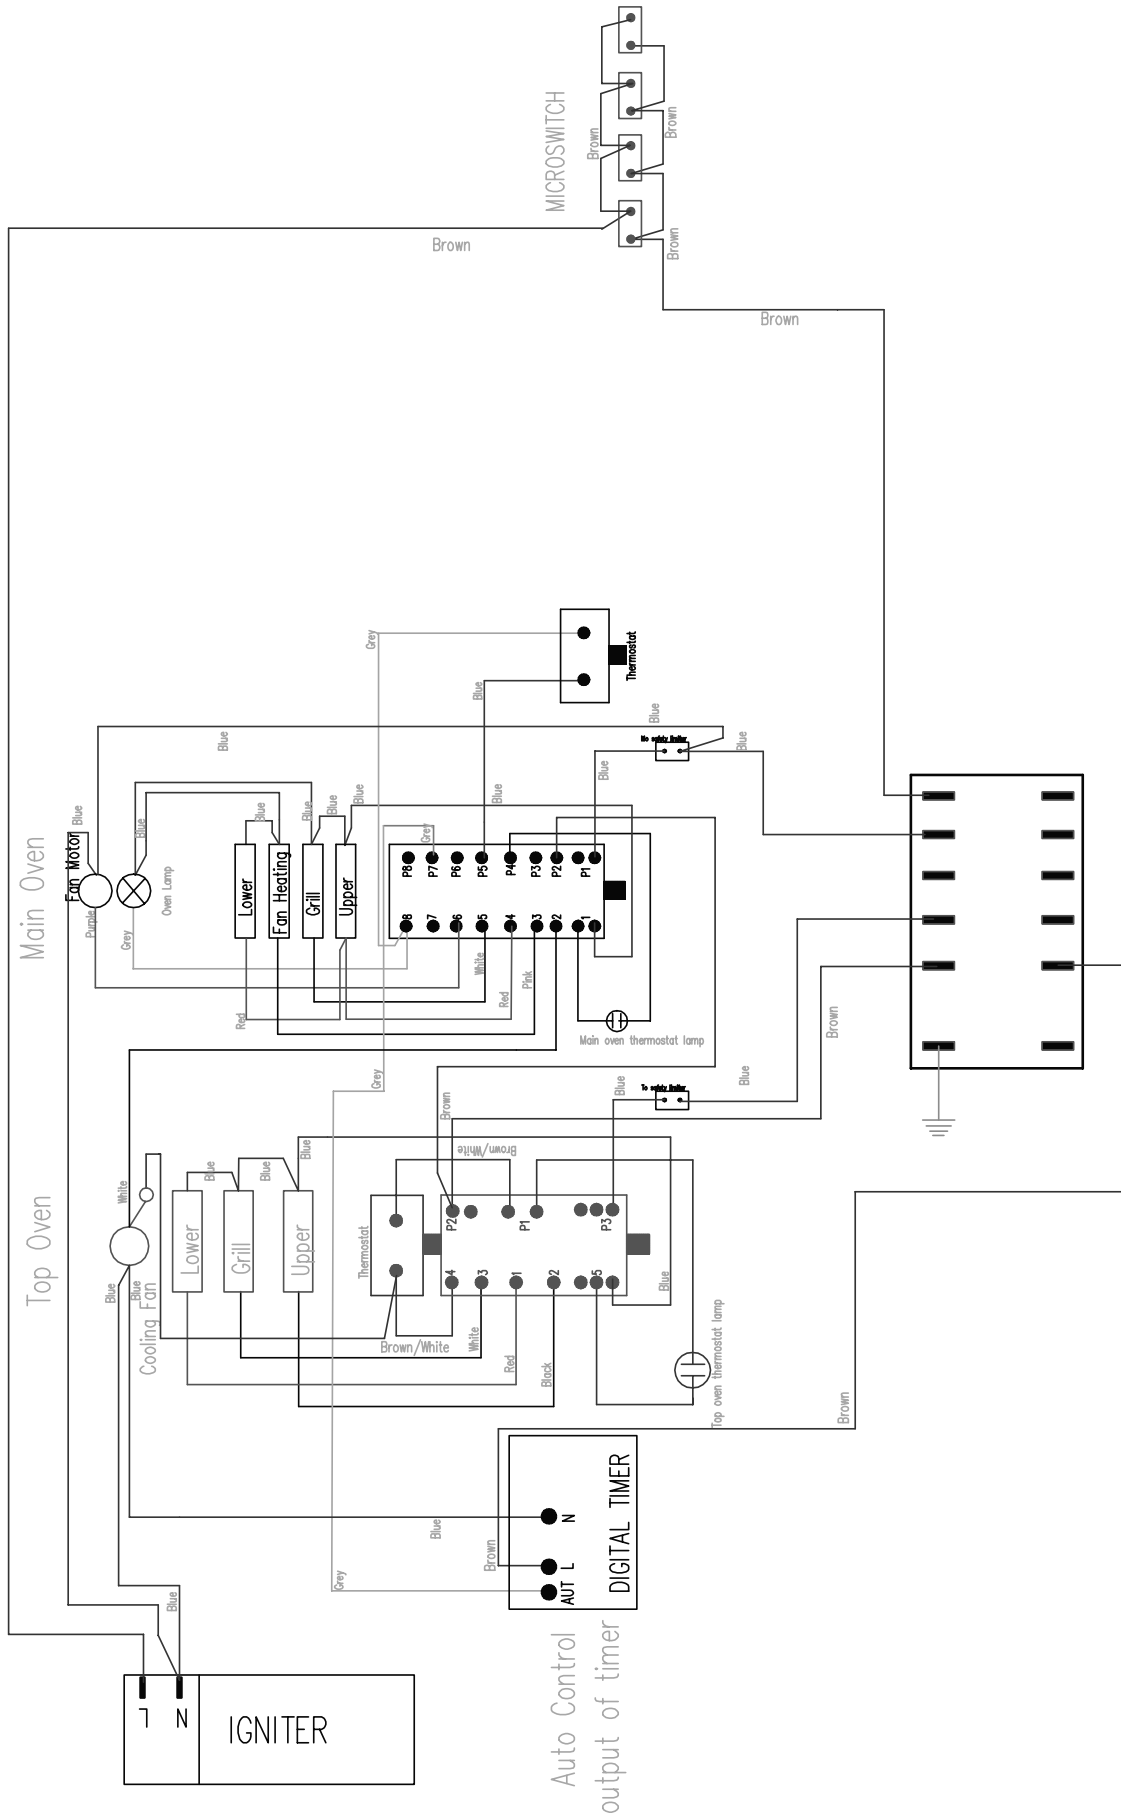 MICROSWITCH
Brown
Brown
Brown
Brown
Brown
Main Oven
Fan Motor
Blue
Purple
Blue
Grey
Oven Lamp
Blue
Lower
Fan Heating
Grill
Upper
Blue
Blue
Blue
Blue
Red
Grey
Blue
Thermostat
Blue
Blue
Blue
Blue
Mo safety limiter
Grey
P8
P7
P6
P5
P4
P3
P2
P1
8
7
6
5
4
3
2
1
White
Red
Pink
Main oven thermostat lamp
Grey
Brown
Brown/White
Blue
To safety limiter
Blue
Brown
Top Oven
White
Blue
Blue
Cooling Fan
Lower
Grill
Upper
Blue
Blue
Blue
Thermostat
P2
P1
P3
4
3
1
2
5
Brown/White
White
Red
Black
Blue
Top oven thermostat lamp
Brown
Blue
Brown
Grey
N
L
AUT
DIGITAL TIMER
Auto Control
output of timer
Blue
L
N
IGNITER